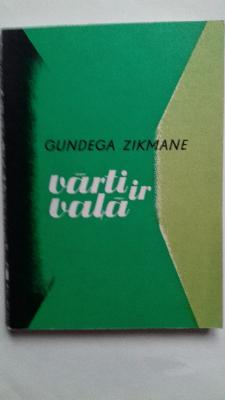 GUNDEGA ZIKMANE
vārti ir
vaļā